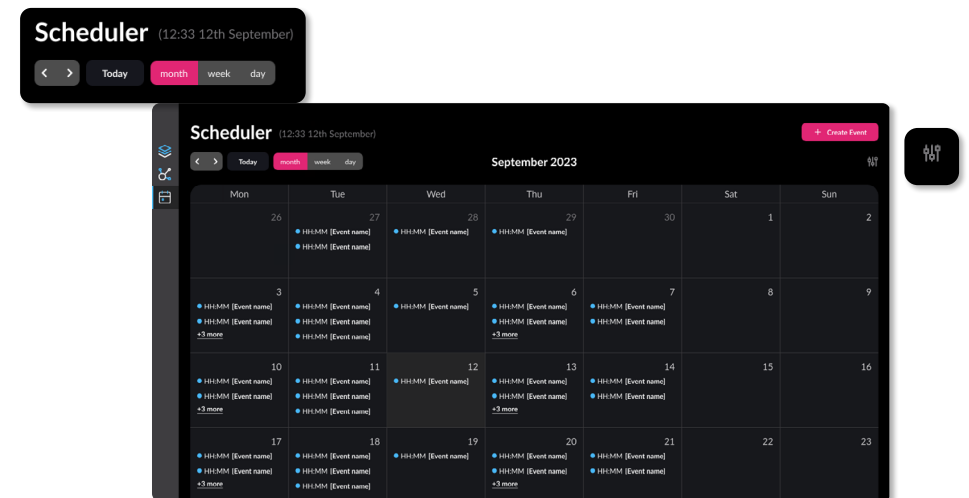 Scheduler (12:33 12th September)
Today month week day
Scheduler (12:33 12th September)
+ Create Event
Today month week day
September 2023
Mon Tue Wed Thu Fri Sat Sun
26 27 28 29 30 1 2
HH:MM [Event name] HH:MM [Event name] HH:MM [Event name]
HH:MM [Event name]
3 4 5 6 7 8 9
HH:MM [Event name] HH:MM [Event name] HH:MM [Event name] HH:MM [Event name] HH:MM [Event name]
HH:MM [Event name] HH:MM [Event name] HH:MM [Event name] HH:MM [Event name]
+3 more HH:MM [Event name] +3 more
10 11 12 13 14 15 16
HH:MM [Event name] HH:MM [Event name] HH:MM [Event name] HH:MM [Event name] HH:MM [Event name]
HH:MM [Event name] HH:MM [Event name] HH:MM [Event name] HH:MM [Event name]
+3 more HH:MM [Event name] +3 more
17 18 19 20 21 22 23
HH:MM [Event name] HH:MM [Event name] HH:MM [Event name] HH:MM [Event name] HH:MM [Event name]
HH:MM [Event name] HH:MM [Event name] HH:MM [Event name] HH:MM [Event name]
+3 more HH:MM [Event name] +3 more